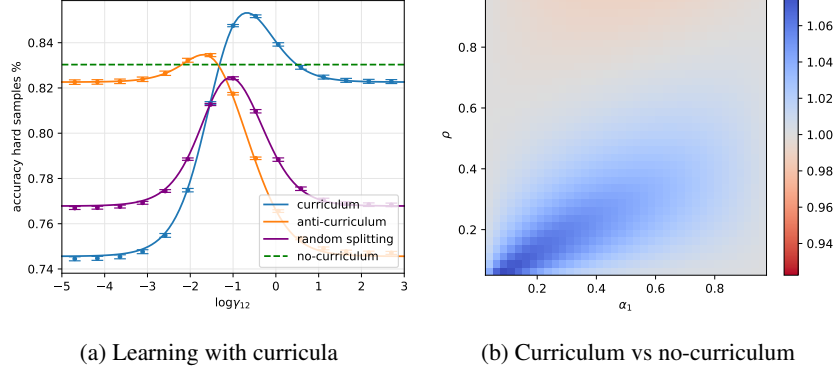 accuracy hard samples %
0.84
0.82
0.80
0.78
0.76
0.74
−5 −4 −3 −2 −1 0 1 2 3
logγ₁₂
curriculum
anti-curriculum
random splitting
no-curriculum
(a) Learning with curricula
ρ
0.8
0.6
0.4
0.2
0.2 0.4 0.6 0.8
α₁
1.06
1.04
1.02
1.00
0.98
0.96
0.94
(b) Curriculum vs no-curriculum